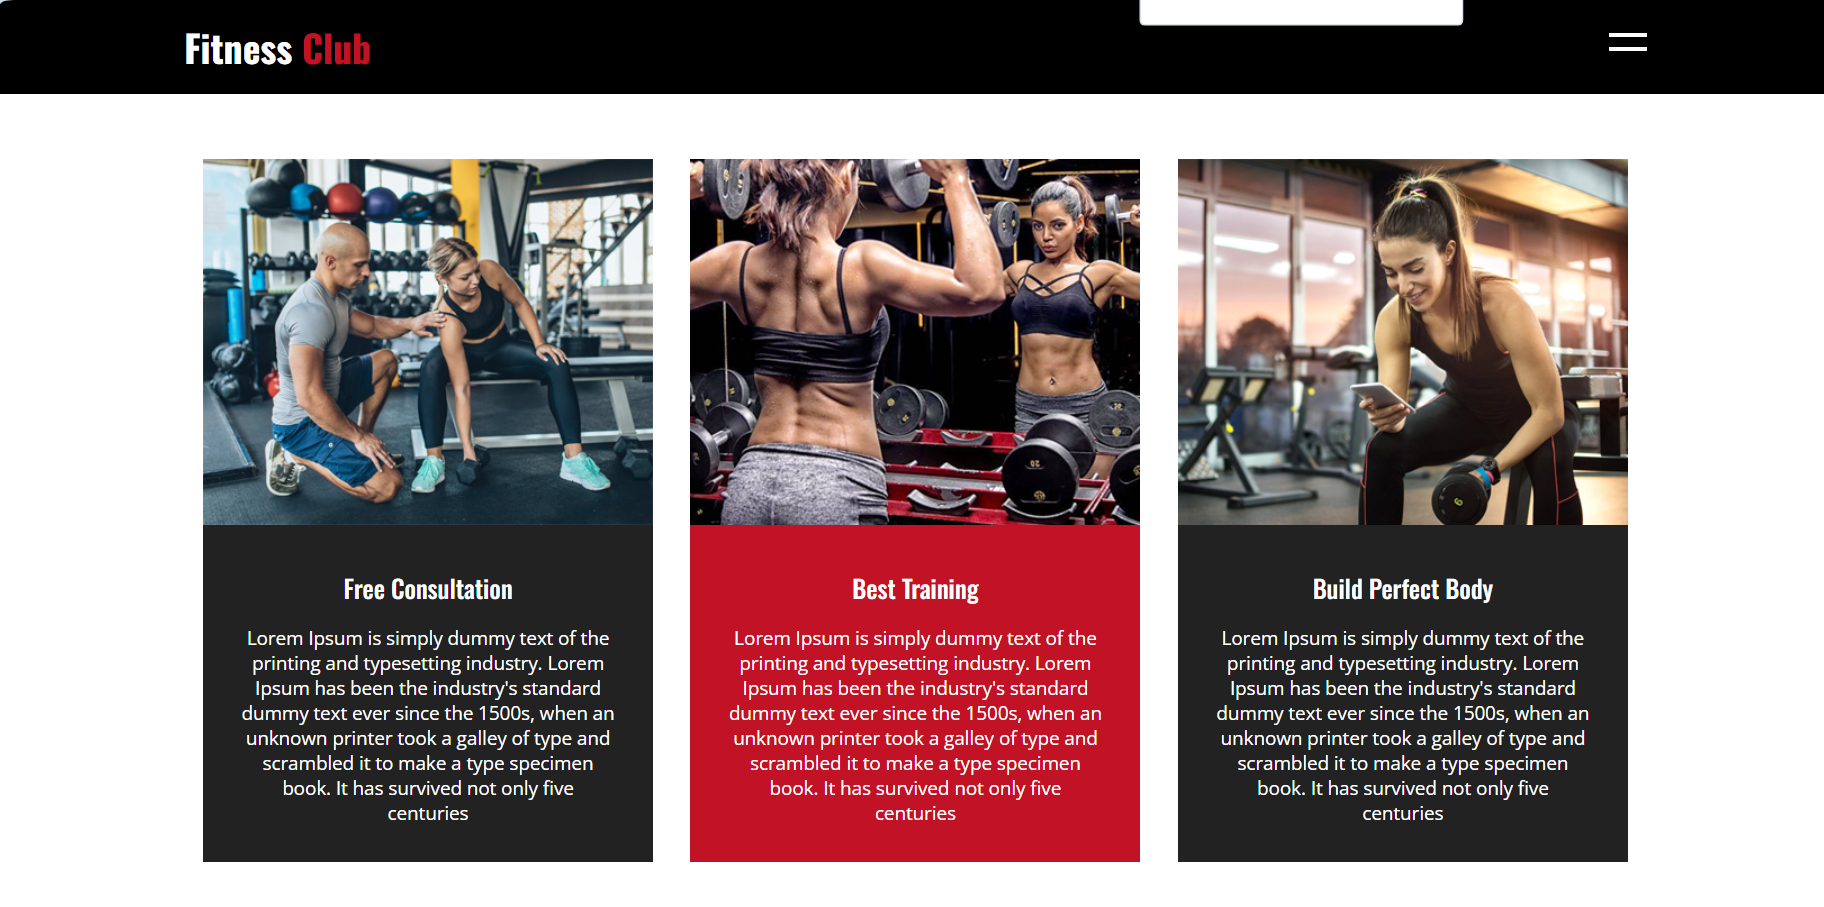 Fitness Club
Free Consultation
Lorem Ipsum is simply dummy text of the
printing and typesetting industry. Lorem
Ipsum has been the industry's standard
dummy text ever since the 1500s, when an
unknown printer took a galley of type and
scrambled it to make a type specimen
book. It has survived not only five
centuries
Best Training
Lorem Ipsum is simply dummy text of the
printing and typesetting industry. Lorem
Ipsum has been the industry's standard
dummy text ever since the 1500s, when an
unknown printer took a galley of type and
scrambled it to make a type specimen
book. It has survived not only five
centuries
Build Perfect Body
Lorem Ipsum is simply dummy text of the
printing and typesetting industry. Lorem
Ipsum has been the industry's standard
dummy text ever since the 1500s, when an
unknown printer took a galley of type and
scrambled it to make a type specimen
book. It has survived not only five
centuries